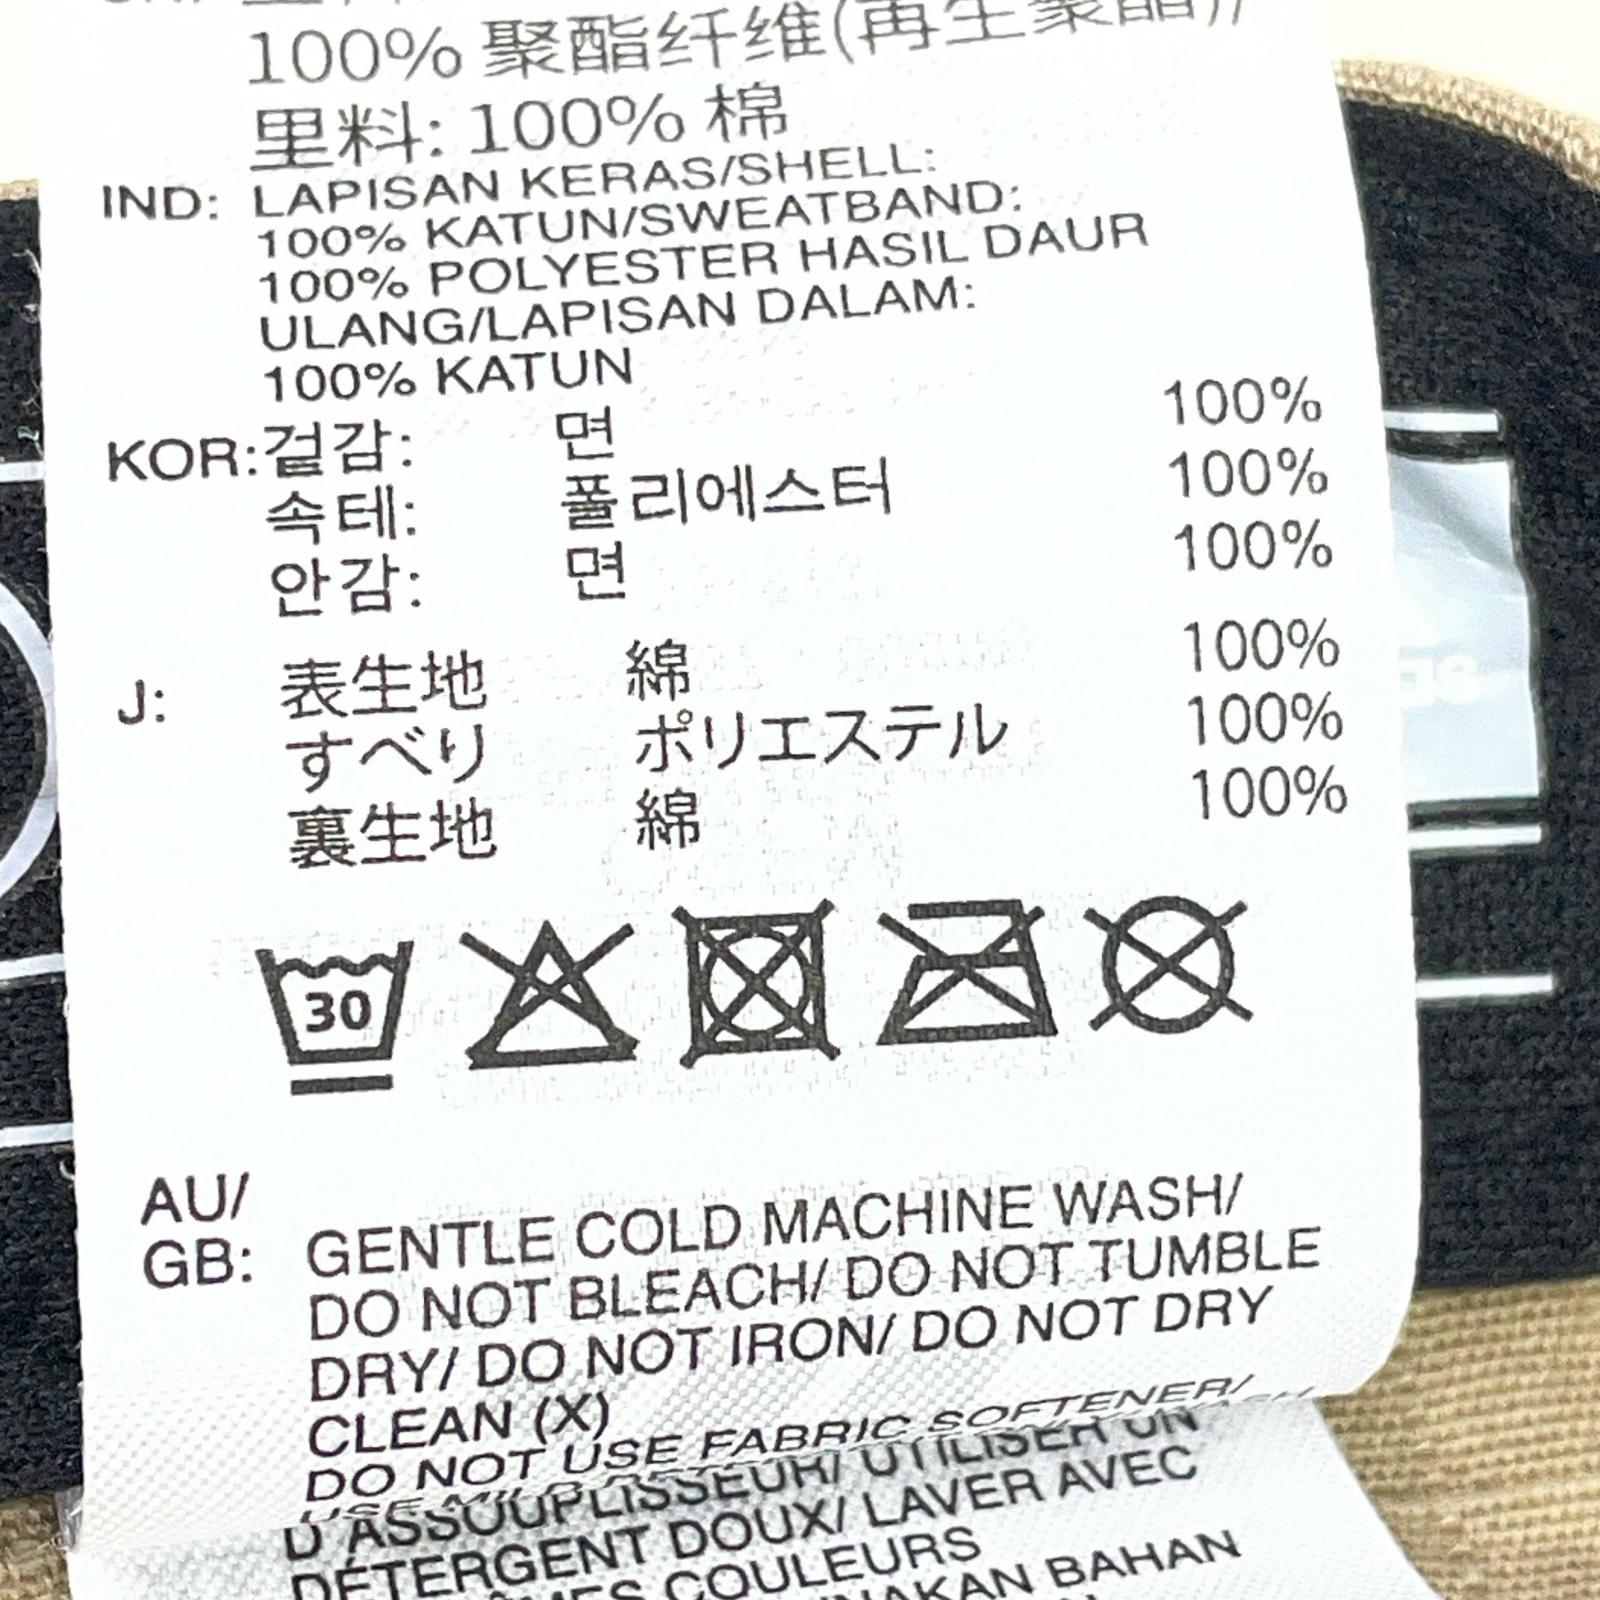 100% 聚酯纤维(再生聚酯)/
里料: 100% 棉
IND: LAPISAN KERAS/SHELL:
100% KATUN/SWEATBAND:
100% POLYESTER HASIL DAUR
ULANG/LAPISAN DALAM:
100% KATUN
KOR: 겉감: 면 100%
속테: 폴리에스터 100%
안감: 면 100%
J: 表生地 綿 100%
すべり ポリエステル 100%
裏生地 綿 100%
30
AU/
GB: GENTLE COLD MACHINE WASH/
DO NOT BLEACH/ DO NOT TUMBLE
DRY/ DO NOT IRON/ DO NOT DRY
CLEAN (X)
DO NOT USE FABRIC SOFTENER/
USE MILD
D'ASSOUPLISSEUR/ UTILISER UN
DÉTERGENT DOUX/ LAVER AVEC
COULEURS
BAHAN